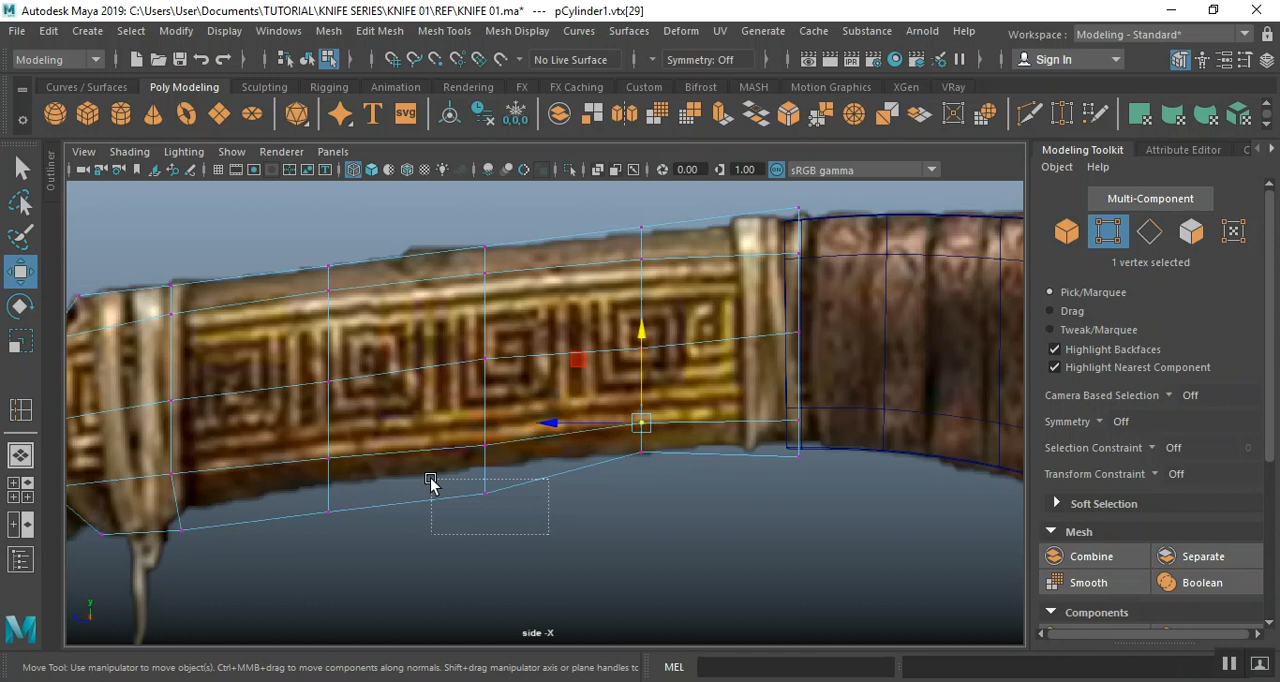 Autodesk Maya 2019: C:\Users\User\Documents\TUTORIAL\KNIFE SERIES\KNIFE 01\REF\KNIFE 01.ma* --- pCylinder1.vtx[29]
File Edit Create Select Modify Display Windows Mesh Edit Mesh Mesh Tools Mesh Display Curves Surfaces Deform UV Generate Cache Substance Arnold Help Workspace : Modeling - Standard*
Modeling No Live Surface Symmetry: Off Sign In
Curves / Surfaces Poly Modeling Sculpting Rigging Animation Rendering FX FX Caching Custom Bifrost MASH Motion Graphics XGen VRay
SVG 0,0,0
View Shading Lighting Show Renderer Panels
0.00 1.00 ON sRGB gamma
Outliner
Modeling Toolkit Attribute Editor C
Object Help
Multi-Component
1 vertex selected
Pick/Marquee
Drag
Tweak/Marquee
Highlight Backfaces
Highlight Nearest Component
Camera Based Selection Off
Symmetry Off
Selection Constraint Off 0
Transform Constraint Off
Soft Selection
Mesh
Combine Separate
Smooth Boolean
Components
y
side -X
Move Tool: Use manipulator to move object(s). Ctrl+MMB+drag to move components along normals. Shift+drag manipulator axis or plane handles to MEL